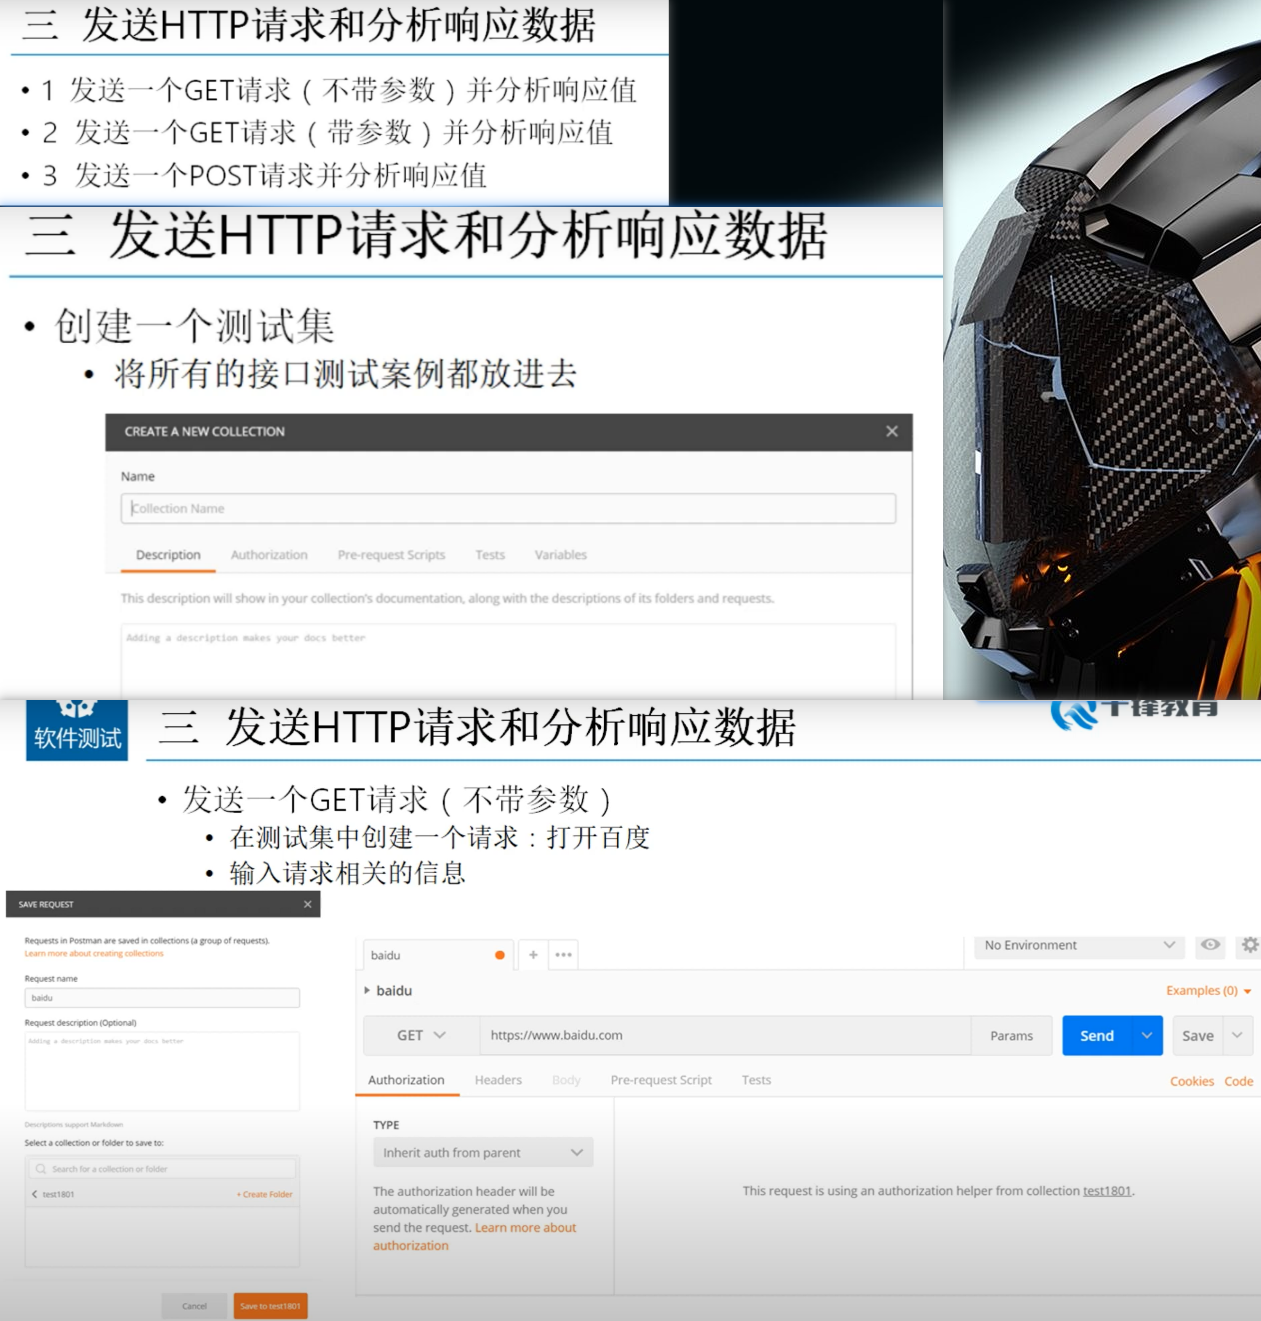 三 发送HTTP请求和分析响应数据
• 1 发送一个GET请求（不带参数）并分析响应值
• 2 发送一个GET请求（带参数）并分析响应值
• 3 发送一个POST请求并分析响应值
三 发送HTTP请求和分析响应数据
• 创建一个测试集
• 将所有的接口测试案例都放进去
CREATE A NEW COLLECTION
Name
Collection Name
Description Authorization Pre-request Scripts Tests Variables
This description will show in your collection's documentation, along with the descriptions of its folders and requests.
Adding a description makes your docs better
软件测试
三 发送HTTP请求和分析响应数据
千锋教育
• 发送一个GET请求（不带参数）
• 在测试集中创建一个请求：打开百度
• 输入请求相关的信息
SAVE REQUEST
Requests in Postman are saved in collections (a group of requests).
Learn more about creating collections
Request name
baidu
Request description (Optional)
Adding a description makes your docs better
Descriptions support Markdown
Select a collection or folder to save to:
Search for a collection or folder
test1801 + Create Folder
Cancel Save to test1801
baidu + ••• No Environment
baidu Examples (0)
GET https://www.baidu.com Params Send Save
Authorization Headers Body Pre-request Script Tests Cookies Code
TYPE
Inherit auth from parent
The authorization header will be
automatically generated when you
send the request. Learn more about
authorization
This request is using an authorization helper from collection test1801.